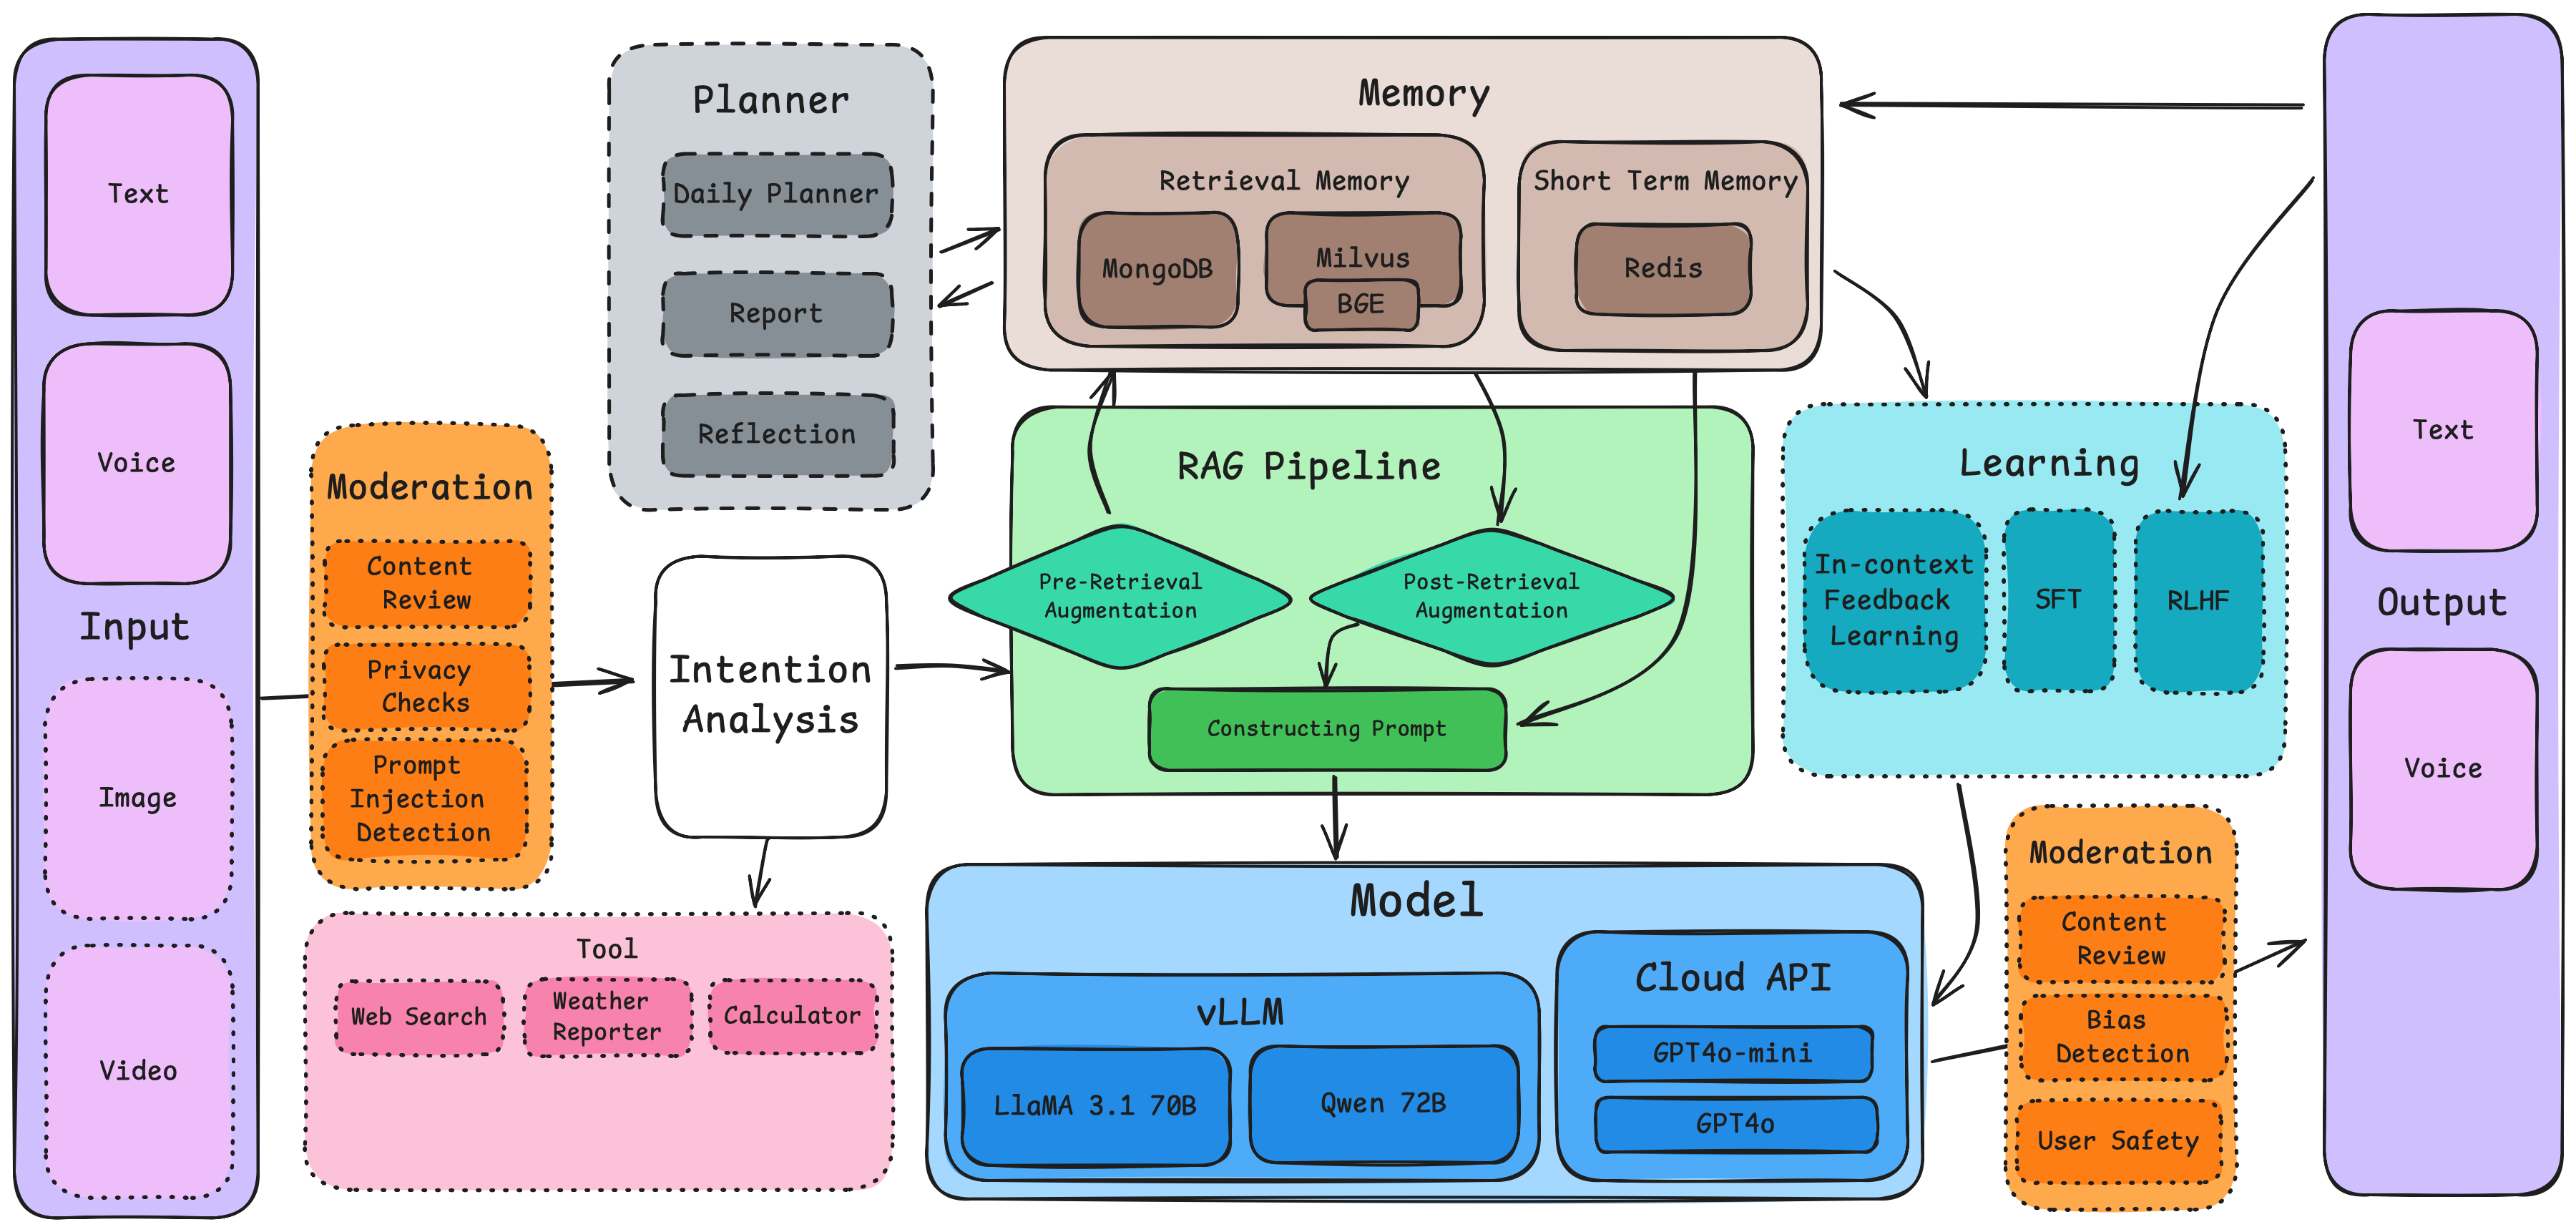 Input
Text
Voice
Image
Video
Moderation
Content
Review
Privacy
Checks
Prompt
Injection
Detection
Planner
Daily Planner
Report
Reflection
Intention
Analysis
Tool
Web Search
Weather
Reporter
Calculator
Memory
Retrieval Memory
MongoDB
Milvus
BGE
Short Term Memory
Redis
RAG Pipeline
Pre-Retrieval
Augmentation
Post-Retrieval
Augmentation
Constructing Prompt
Model
vLLM
LlaMA 3.1 70B
Qwen 72B
Cloud API
GPT4o-mini
GPT4o
Learning
In-context
Feedback
Learning
SFT
RLHF
Moderation
Content
Review
Bias
Detection
User Safety
Text
Output
Voice